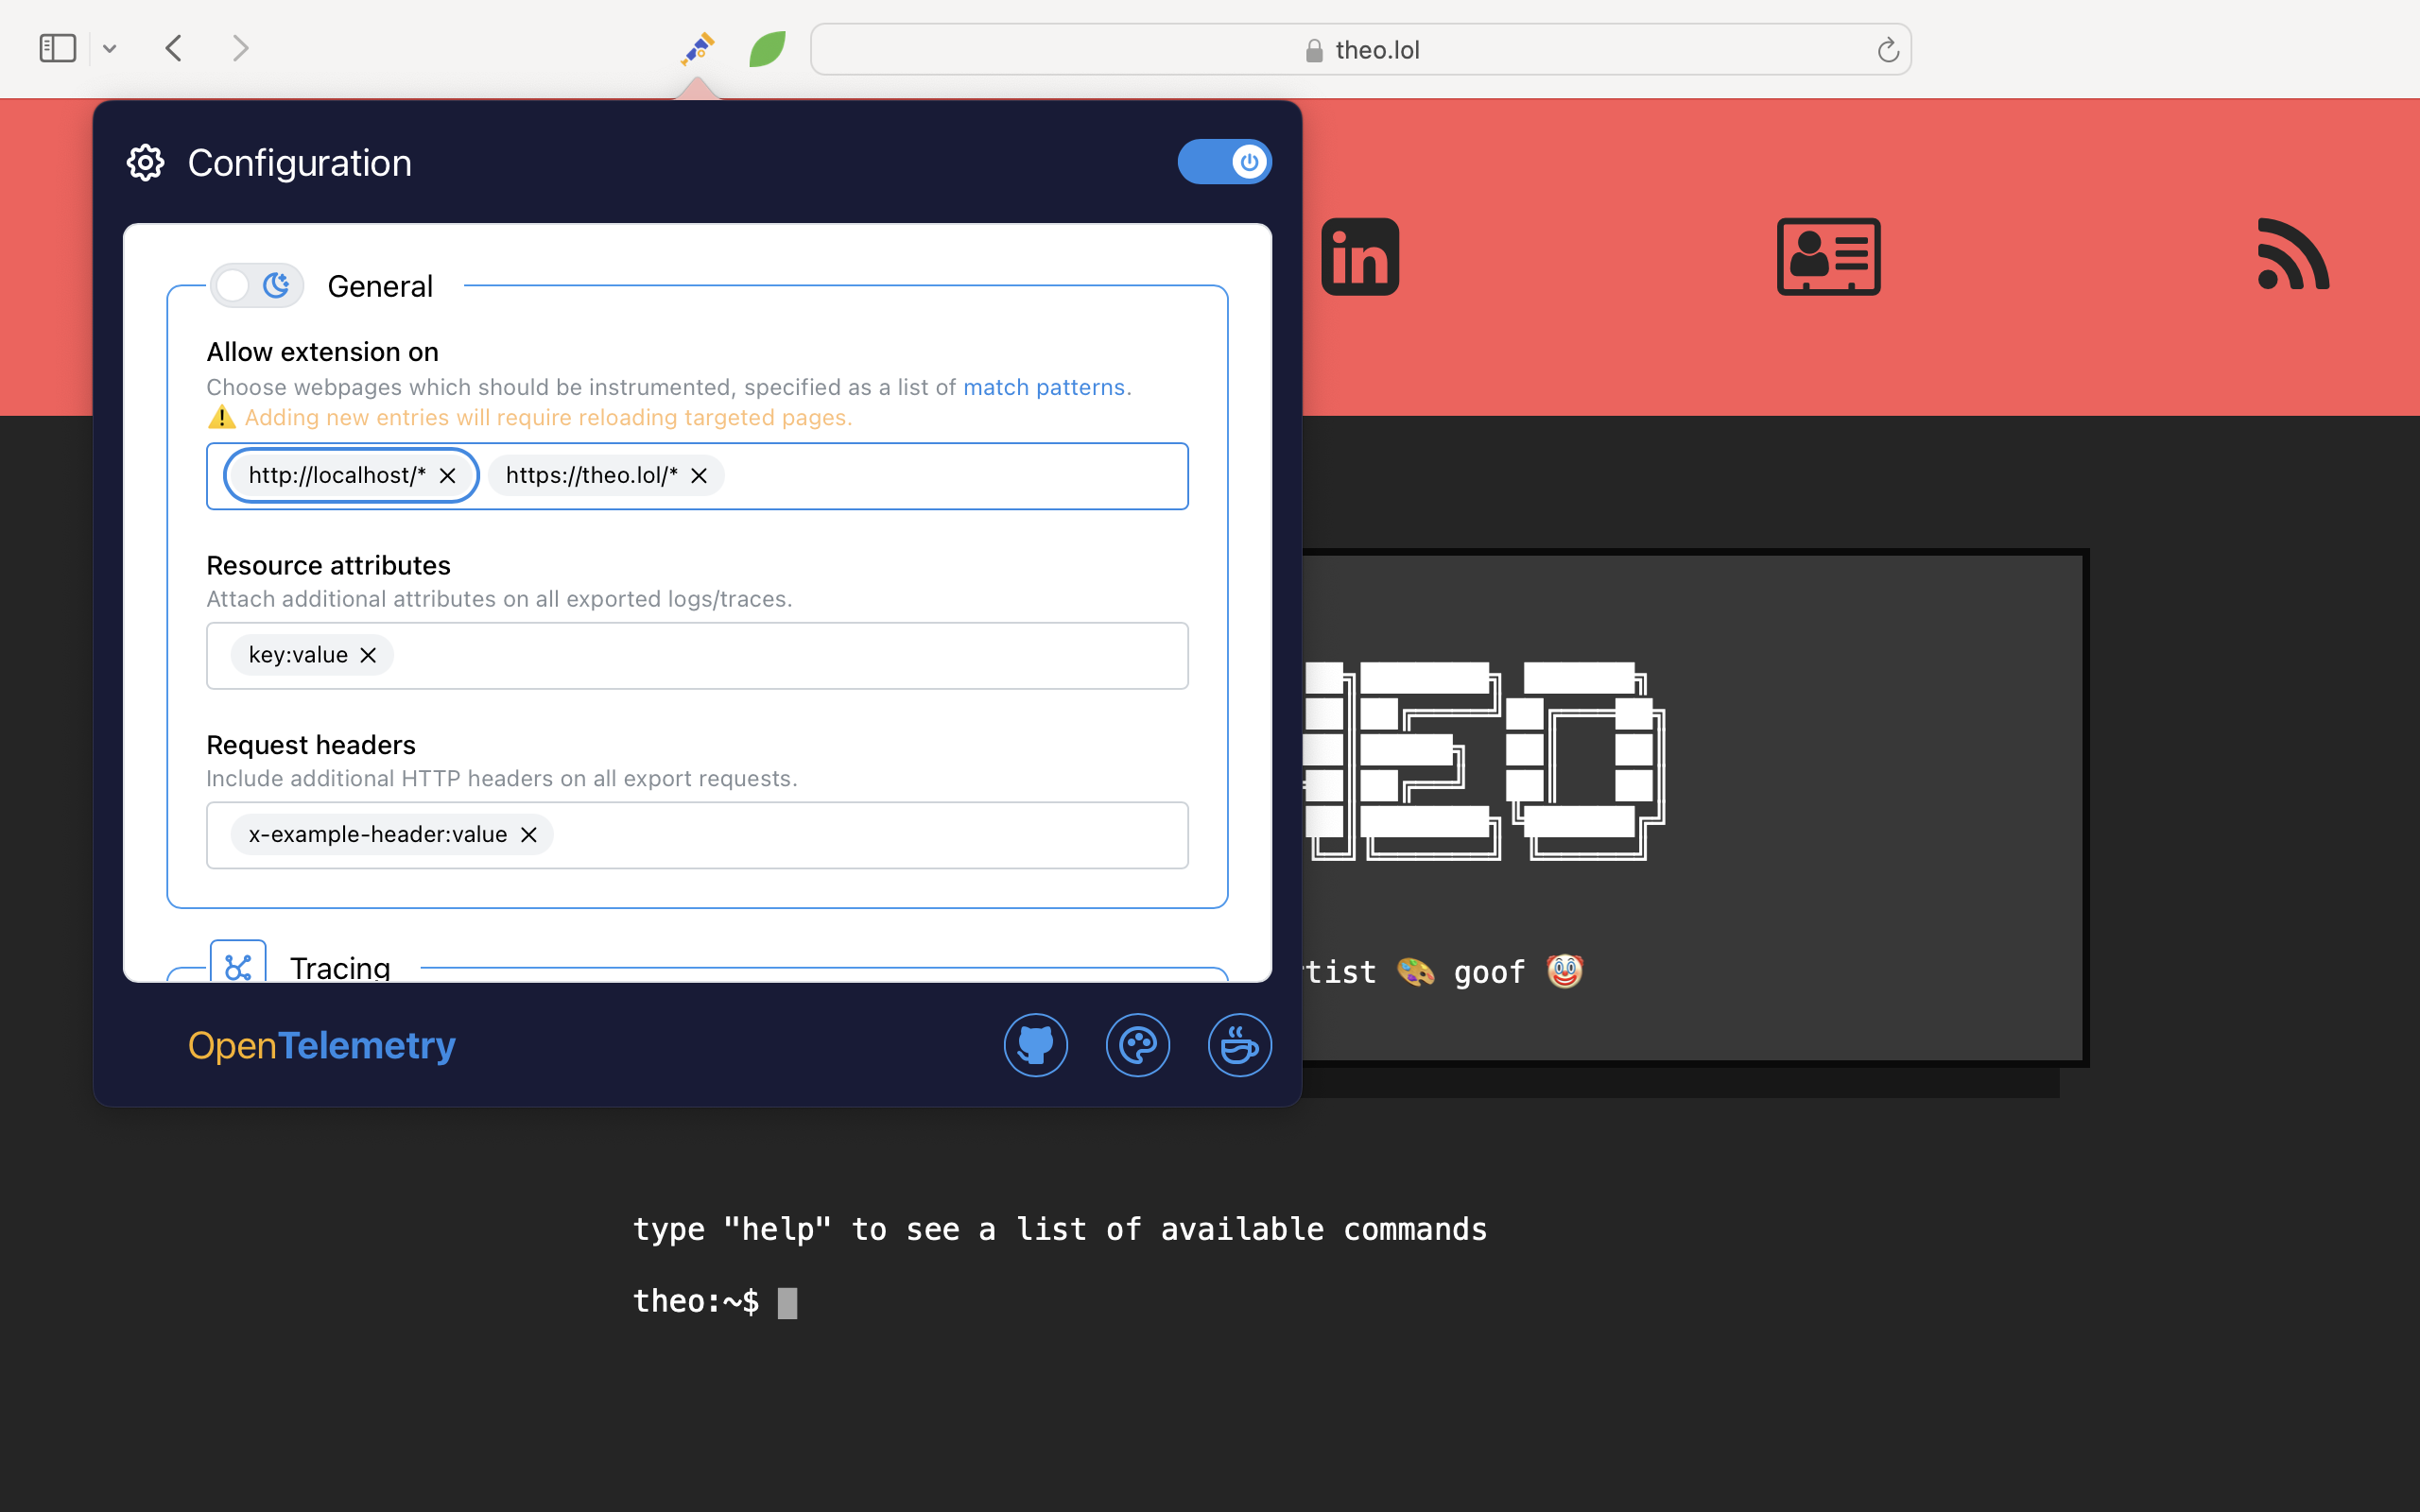 theo.lol
Configuration
General
Allow extension on
Choose webpages which should be instrumented, specified as a list of match patterns.
⚠️ Adding new entries will require reloading targeted pages.
http://localhost/* https://theo.lol/*
Resource attributes
Attach additional attributes on all exported logs/traces.
key:value
Request headers
Include additional HTTP headers on all export requests.
x-example-header:value
Tracing
OpenTelemetry
in
EO
tist 🎨 goof 🤡
type "help" to see a list of available commands
theo:~$